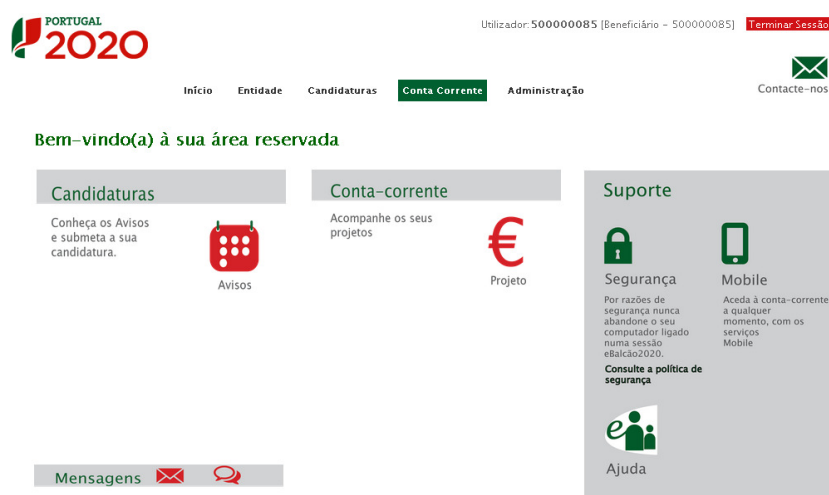 PORTUGAL
2020
Utilizador: 500000085 [Beneficiário - 500000085]
Terminar Sessão
Contacte-nos
Início Entidade Candidaturas Conta Corrente Administração
Bem-vindo(a) à sua área reservada
Candidaturas
Conheça os Avisos
e submeta a sua
candidatura.
Avisos
Conta-corrente
Acompanhe os seus
projetos
€
Projeto
Suporte
Segurança
Por razões de
segurança nunca
abandone o seu
computador ligado
numa sessão
eBalcão2020.
Consulte a política de
segurança
Mobile
Aceda à conta-corrente
a qualquer
momento, com os
serviços
Mobile
e
Ajuda
Mensagens